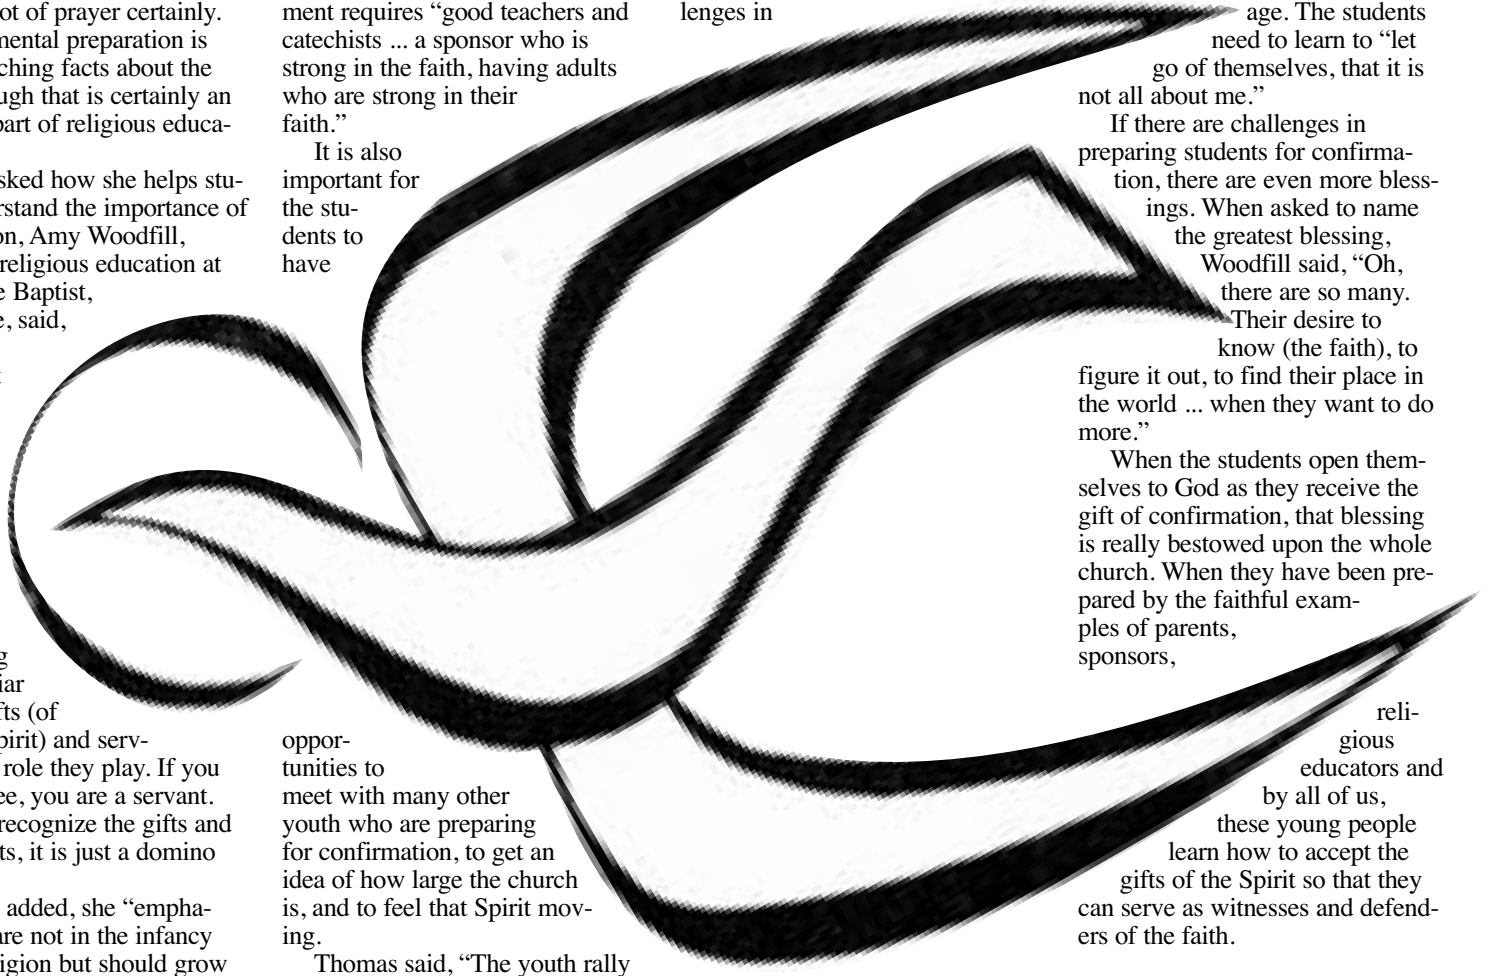 ot of prayer certainly.
mental preparation is
ching facts about the
ugh that is certainly an
part of religious educa-
sked how she helps stu-
rstand the importance of
on, Amy Woodfill,
religious education at
e Baptist,
e, said,
g
iar
fts (of
pirit) and serv-
role they play. If you
ee, you are a servant.
recognize the gifts and
ts, it is just a domino
added, she “empha-
are not in the infancy
igion but should grow
ment requires “good teachers and
catechists ... a sponsor who is
strong in the faith, having adults
who are strong in their
faith.”
It is also
important for
the stu-
dents to
have
oppor-
tunities to
meet with many other
youth who are preparing
for confirmation, to get an
idea of how large the church
is, and to feel that Spirit mov-
ing.
Thomas said, “The youth rally
lenges in
age. The students
need to learn to “let
go of themselves, that it is
not all about me.”
If there are challenges in
preparing students for confirma-
tion, there are even more bless-
ings. When asked to name
the greatest blessing,
Woodfill said, “Oh,
there are so many.
Their desire to
know (the faith), to
figure it out, to find their place in
the world ... when they want to do
more.”
When the students open them-
selves to God as they receive the
gift of confirmation, that blessing
is really bestowed upon the whole
church. When they have been pre-
pared by the faithful exam-
ples of parents,
sponsors,
reli-
gious
educators and
by all of us,
these young people
learn how to accept the
gifts of the Spirit so that they
can serve as witnesses and defend-
ers of the faith.